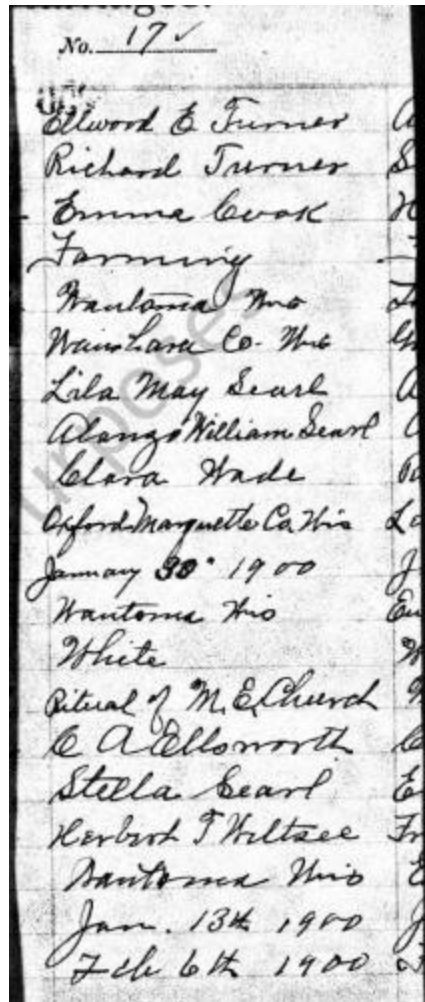 No. 17 ✓
Ellwood E Turner
Richard Turner
Emma Cook
Farming
Wautoma Wis
Waushara Co. Wis
Lila May Searl
Alonzo William Searl
Clara Wade
Oxford Marquette Co. Wis
January 30" 1900
Wautoma Wis
White
Ritual of M. E. Church
C A Ellsworth
Stella Searl
Herbert F Wiltsee
Wautoma Wis
Jan. 13th 1900
Feb 6th 1900
urposes